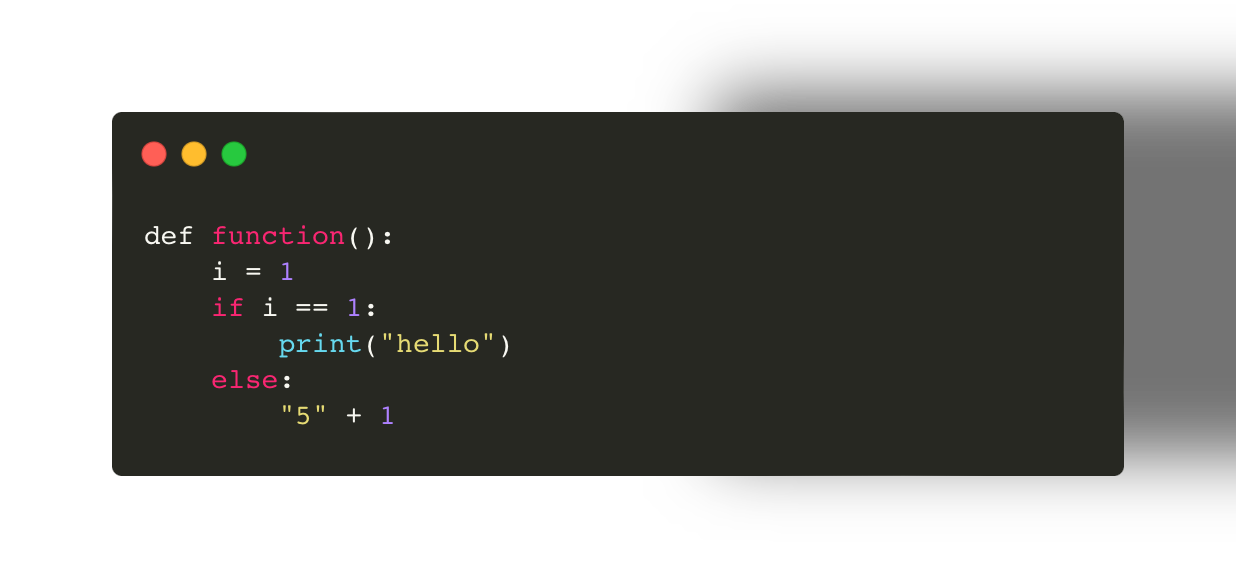 def function():
    i = 1
    if i == 1:
        print("hello")
    else:
        "5" + 1